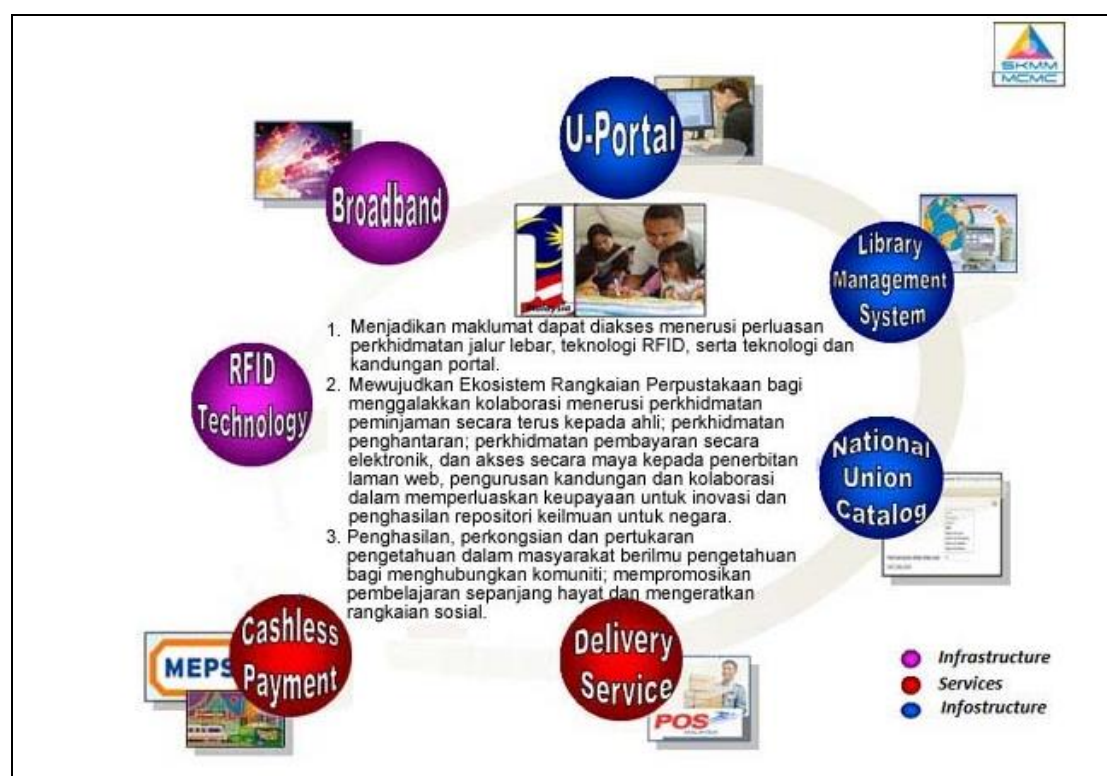 SKMM
MCMC
U-Portal
Broadband
Library
Management
System
Malaysia
1. Menjadikan maklumat dapat diakses menerusi perluasan
perkhidmatan jalur lebar, teknologi RFID, serta teknologi dan
kandungan portal.
RFID
Technology
2. Mewujudkan Ekosistem Rangkaian Perpustakaan bagi
menggalakkan kolaborasi menerusi perkhidmatan
peminjaman secara terus kepada ahli; perkhidmatan
penghantaran; perkhidmatan pembayaran secara
elektronik, dan akses secara maya kepada penerbitan
laman web, pengurusan kandungan dan kolaborasi
dalam memperluaskan keupayaan untuk inovasi dan
penghasilan repositori keilmuan untuk negara.
National
Union
Catalog
3. Penghasilan, perkongsian dan pertukaran
pengetahuan dalam masyarakat berilmu pengetahuan
bagi menghubungkan komuniti; mempromosikan
pembelajaran sepanjang hayat dan mengeratkan
rangkaian sosial.
Cashless
Payment
MEPS
Delivery
Service
POS
MALAYSIA
Infrastructure
Services
Infostructure